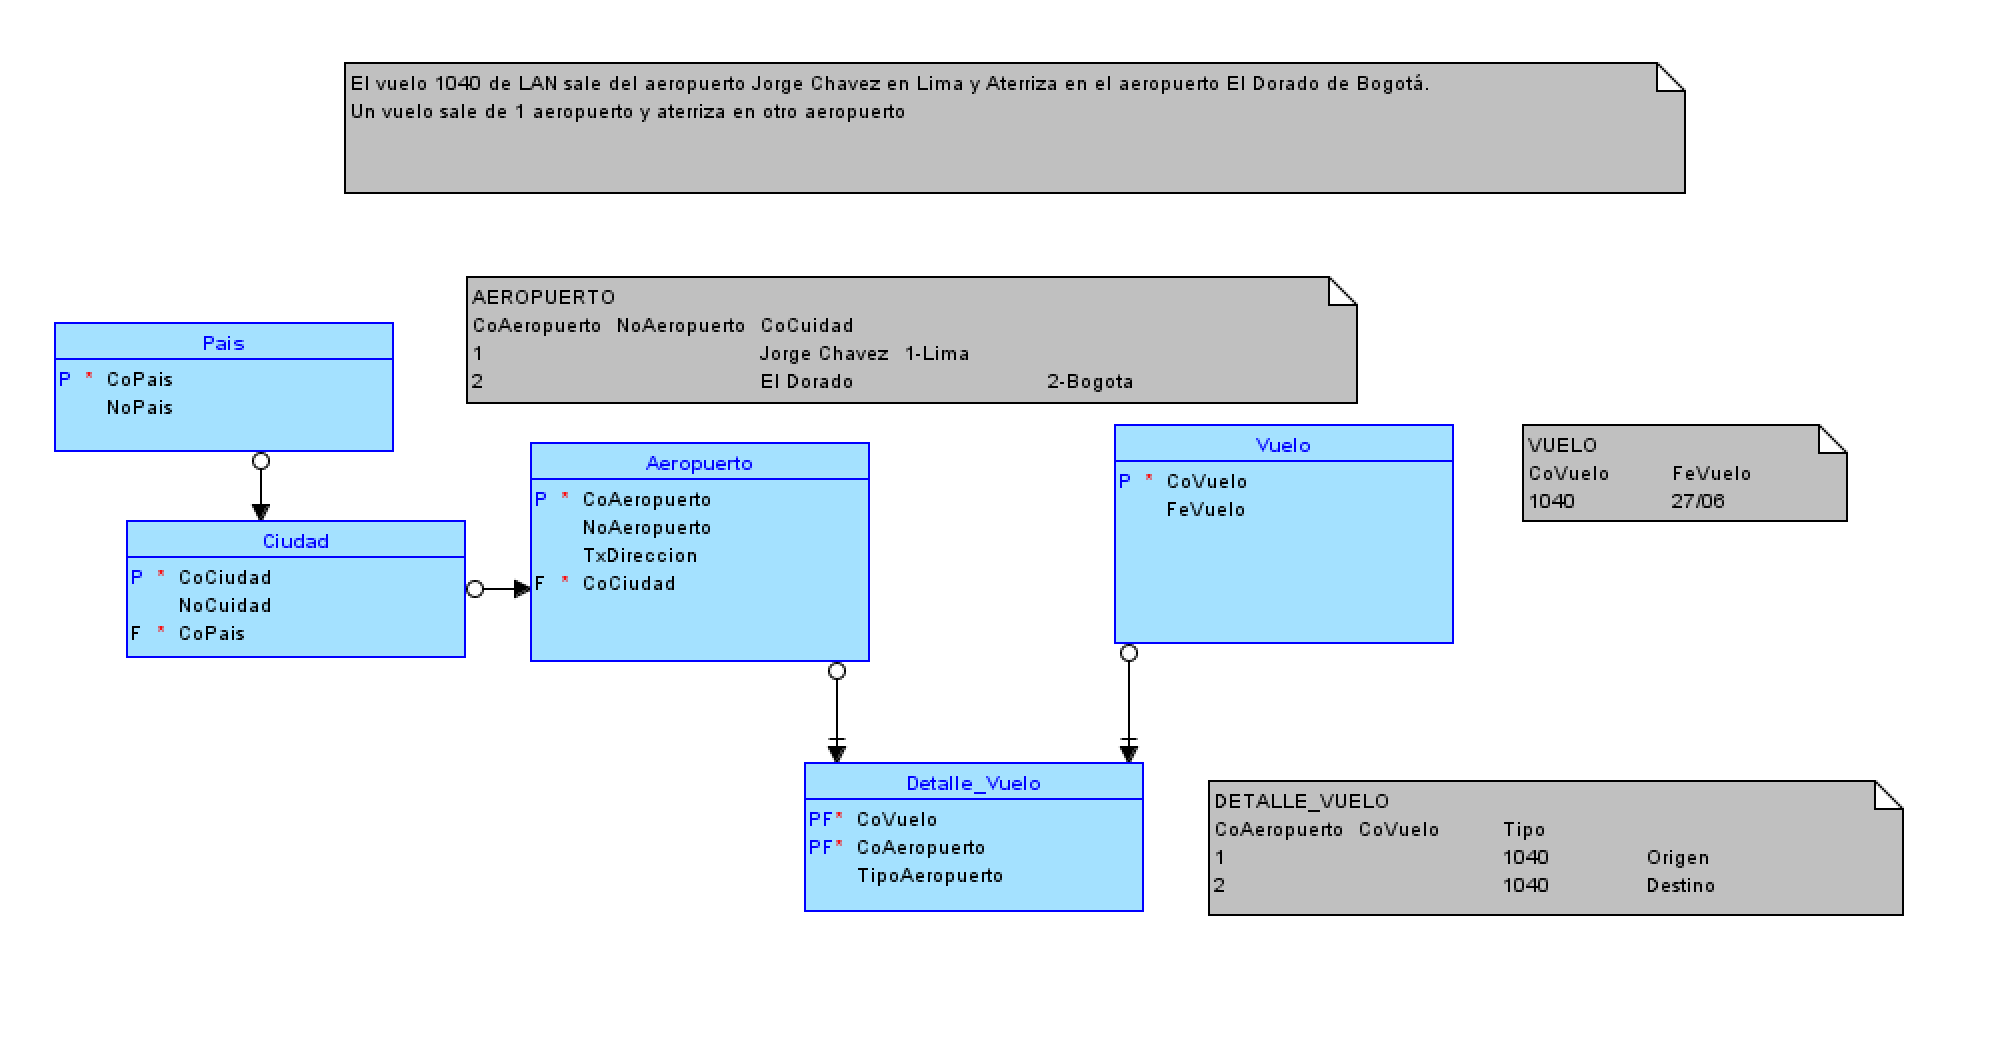 El vuelo 1040 de LAN sale del aeropuerto Jorge Chavez en Lima y Aterriza en el aeropuerto El Dorado de Bogotá.
Un vuelo sale de 1 aeropuerto y aterriza en otro aeropuerto
AEROPUERTO
CoAeropuerto NoAeropuerto CoCuidad
1 Jorge Chavez 1-Lima
2 El Dorado 2-Bogota
Pais
P * CoPais
NoPais
Ciudad
P * CoCiudad
NoCuidad
F * CoPais
Aeropuerto
P * CoAeropuerto
NoAeropuerto
TxDireccion
F * CoCiudad
Vuelo
P * CoVuelo
FeVuelo
VUELO
CoVuelo FeVuelo
1040 27/06
Detalle_Vuelo
PF* CoVuelo
PF* CoAeropuerto
TipoAeropuerto
DETALLE_VUELO
CoAeropuerto CoVuelo Tipo
1 1040 Origen
2 1040 Destino